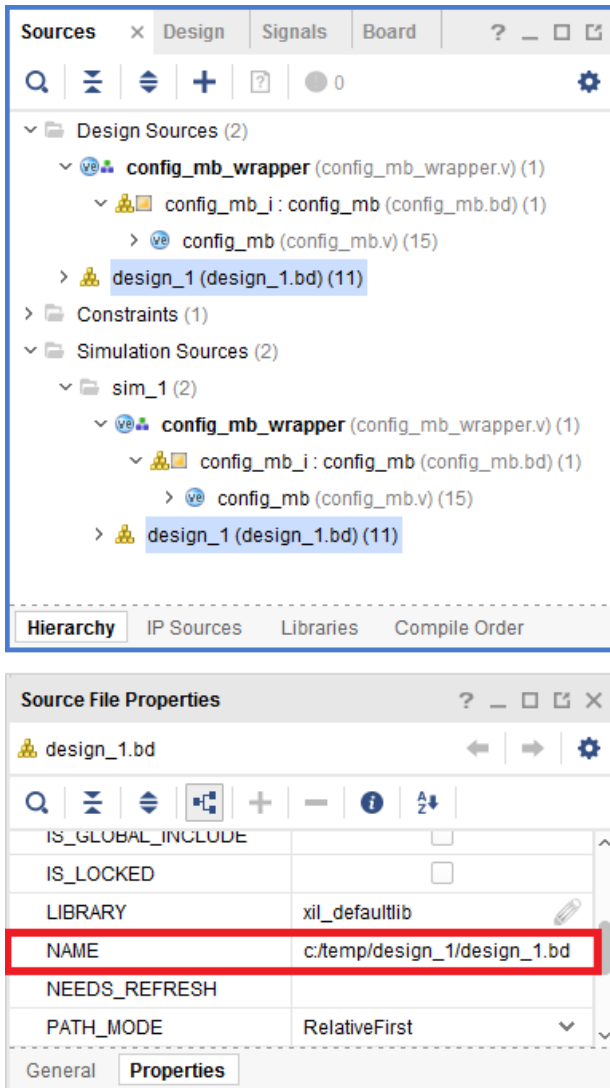 Sources × Design Signals Board ?
0
Design Sources (2)
config_mb_wrapper (config_mb_wrapper.v) (1)
config_mb_i : config_mb (config_mb.bd) (1)
config_mb (config_mb.v) (15)
design_1 (design_1.bd) (11)
Constraints (1)
Simulation Sources (2)
sim_1 (2)
config_mb_wrapper (config_mb_wrapper.v) (1)
config_mb_i : config_mb (config_mb.bd) (1)
config_mb (config_mb.v) (15)
design_1 (design_1.bd) (11)
Hierarchy IP Sources Libraries Compile Order
Source File Properties ?
design_1.bd
IS_GLOBAL_INCLUDE
IS_LOCKED
LIBRARY xil_defaultlib
NAME c:/temp/design_1/design_1.bd
NEEDS_REFRESH
PATH_MODE RelativeFirst
General Properties